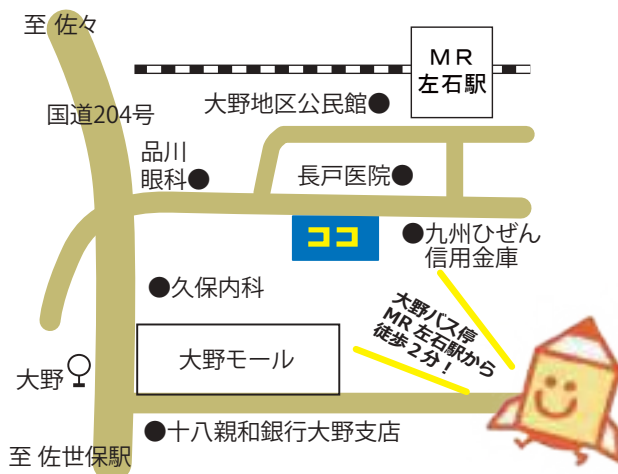 至 佐々
MR
左石駅
国道204号
大野地区公民館●
品川
眼科●
長戸医院●
ココ
●九州ひぜん
信用金庫
●久保内科
大野バス停
MR 左石駅から
徒歩2分!
大野モール
大野
●十八親和銀行大野支店
至 佐世保駅